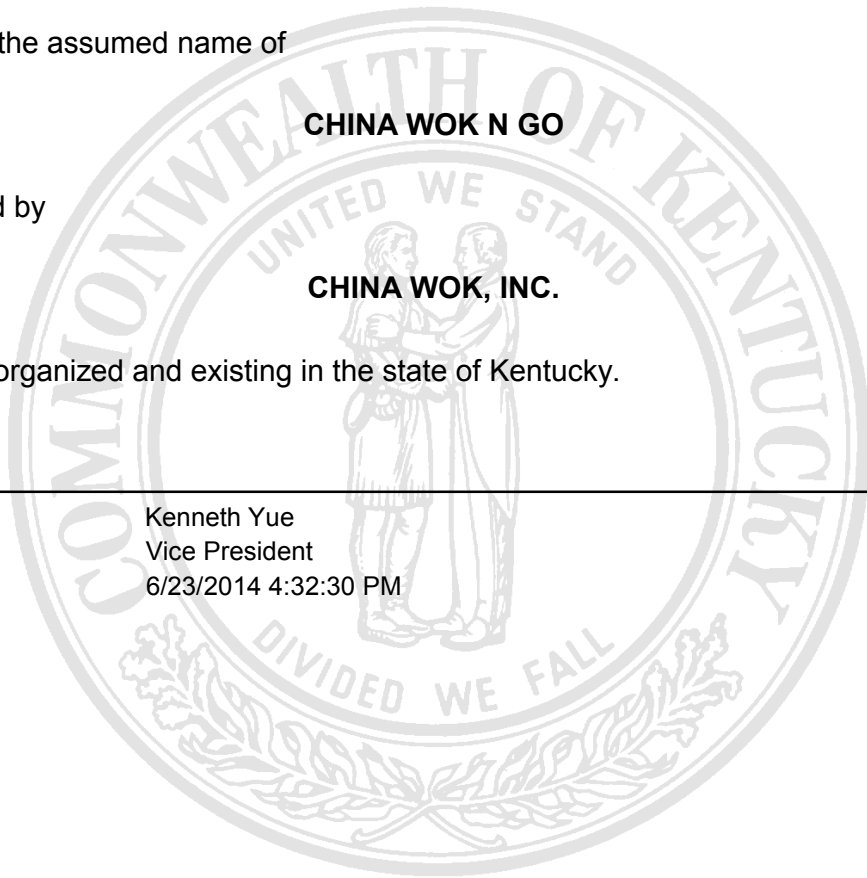 the assumed name of
CHINA WOK N GO
d by
CHINA WOK, INC.
organized and existing in the state of Kentucky.
Kenneth Yue
Vice President
6/23/2014 4:32:30 PM
COMMONWEALTH OF KENTUCKY
UNITED WE STAND
DIVIDED WE FALL